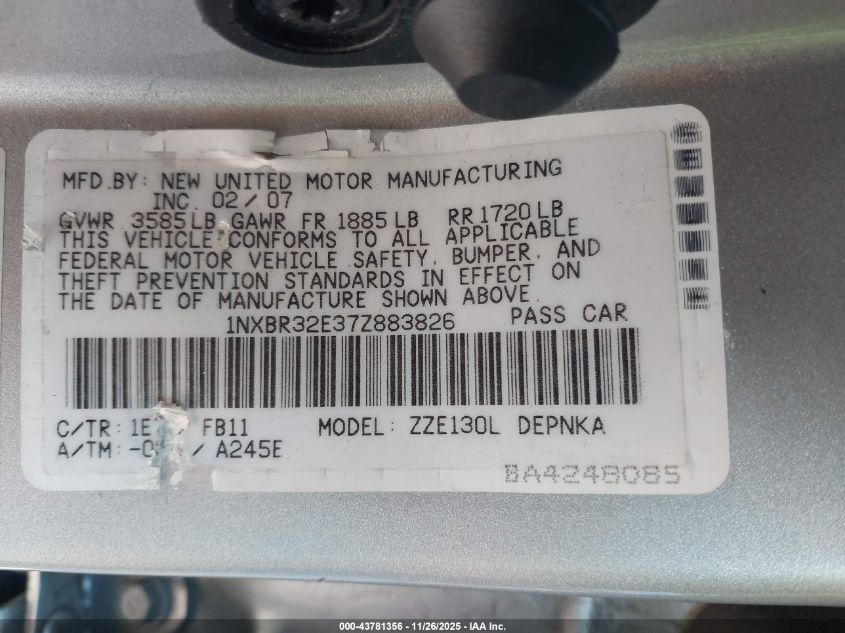 MFD.BY: NEW UNITED MOTOR MANUFACTURING
INC. 02/07
GVWR 3585LB GAWR FR 1885LB RR1720LB
THIS VEHICLE CONFORMS TO ALL APPLICABLE
FEDERAL MOTOR VEHICLE SAFETY, BUMPER, AND
THEFT PREVENTION STANDARDS IN EFFECT ON
THE DATE OF MANUFACTURE SHOWN ABOVE.
1NXBR32E37Z883826 PASS CAR
C/TR: FB11 MODEL: ZZE130L DEPNKA
A/TM: / A245E
BA4248085
000-43781356 - 11/26/2025 - IAA Inc.